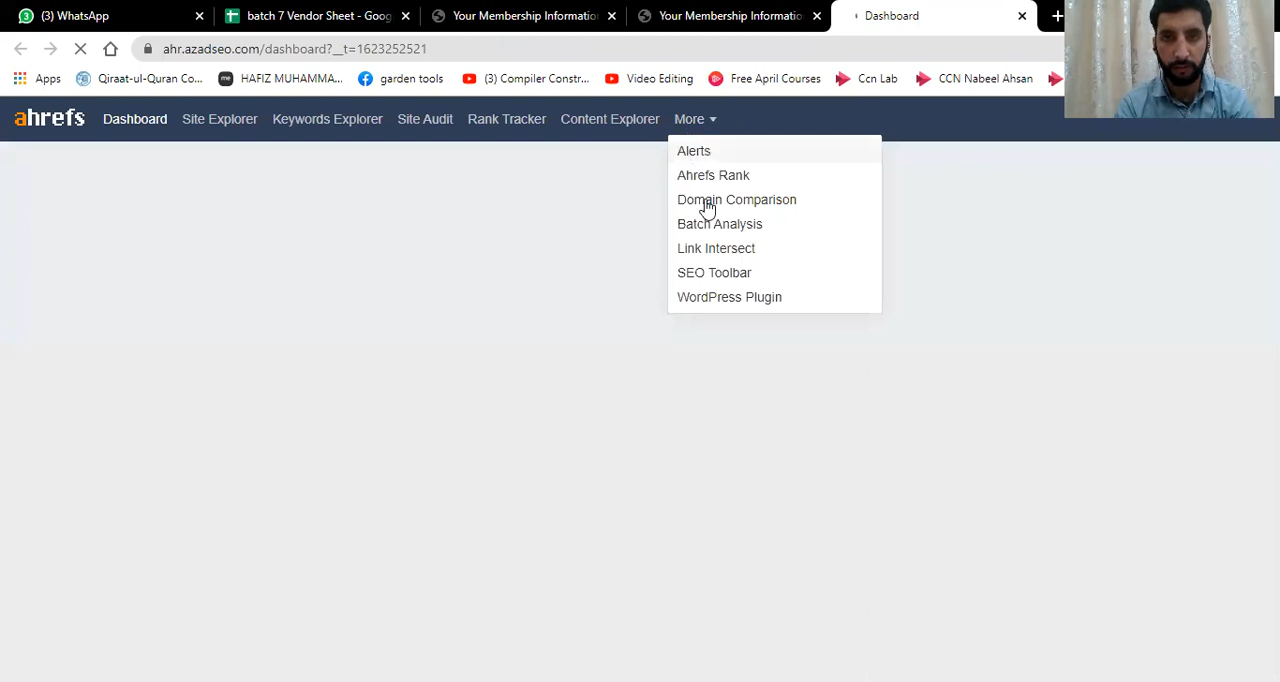 3 (3) WhatsApp
batch 7 Vendor Sheet - Goog
Your Membership Informatio
Your Membership Informatio
Dashboard
ahr.azadseo.com/dashboard?__t=1623252521
Apps
Qiraat-ul-Quran Co...
me HAFIZ MUHAMMA...
garden tools
(3) Compiler Constr...
Video Editing
Free April Courses
Ccn Lab
CCN Nabeel Ahsan
ahrefs
Dashboard
Site Explorer
Keywords Explorer
Site Audit
Rank Tracker
Content Explorer
More
Alerts
Ahrefs Rank
Domain Comparison
Batch Analysis
Link Intersect
SEO Toolbar
WordPress Plugin